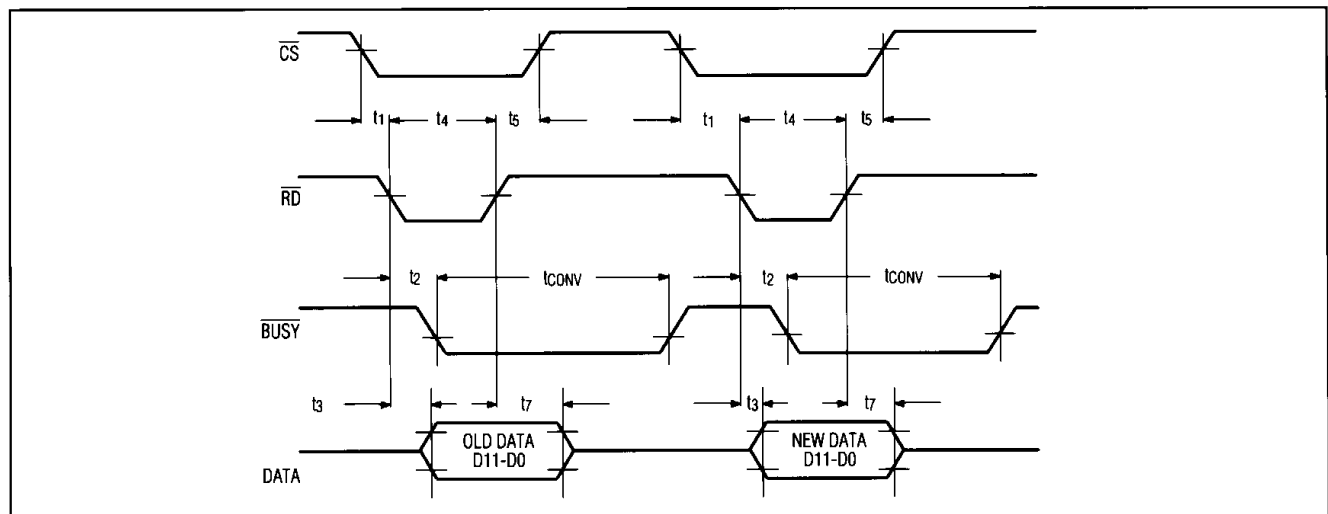 CS
t1 t4 t5 t1 t4 t5
RD
t2 tCONV t2 tCONV
BUSY
t3 t7 t3 t7
OLD DATA
D11-D0
NEW DATA
D11-D0
DATA